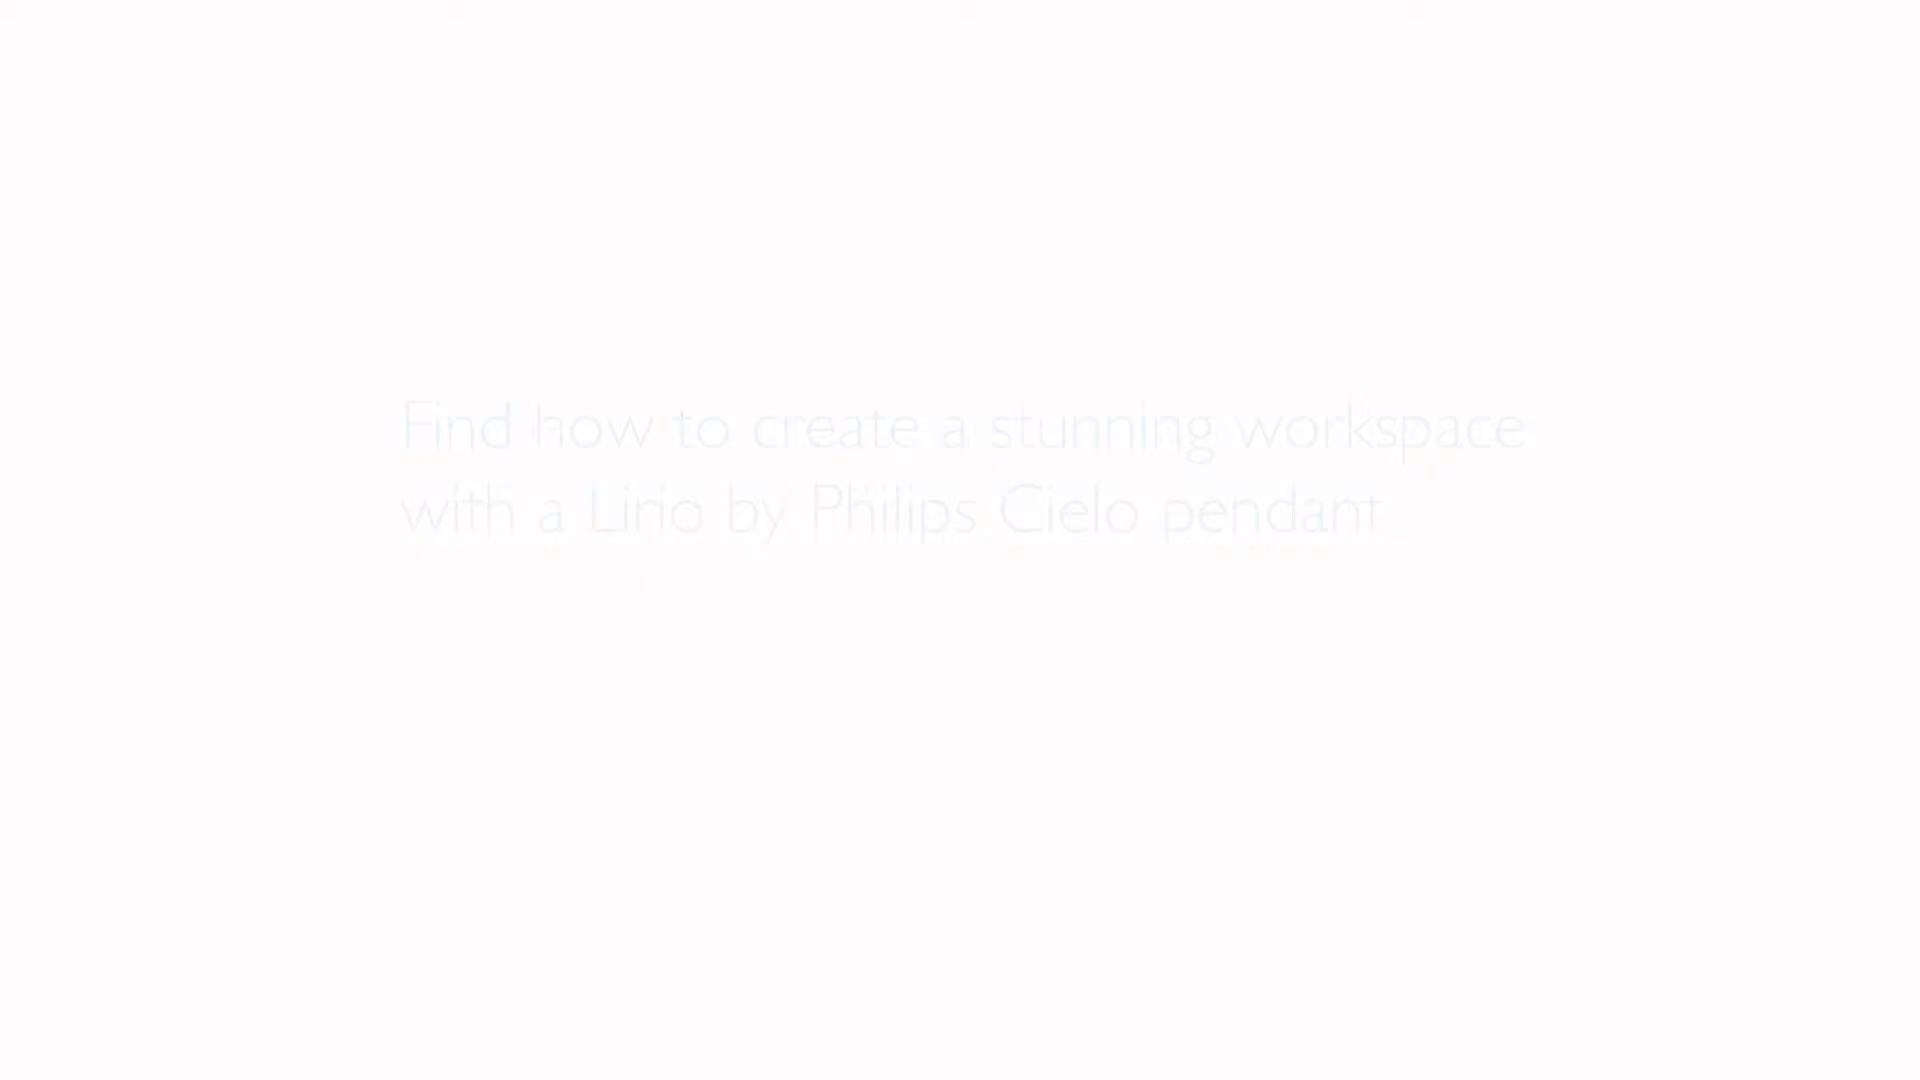 Find how to create a stunning workspace
with a Lirio by Philips Cielo pendant